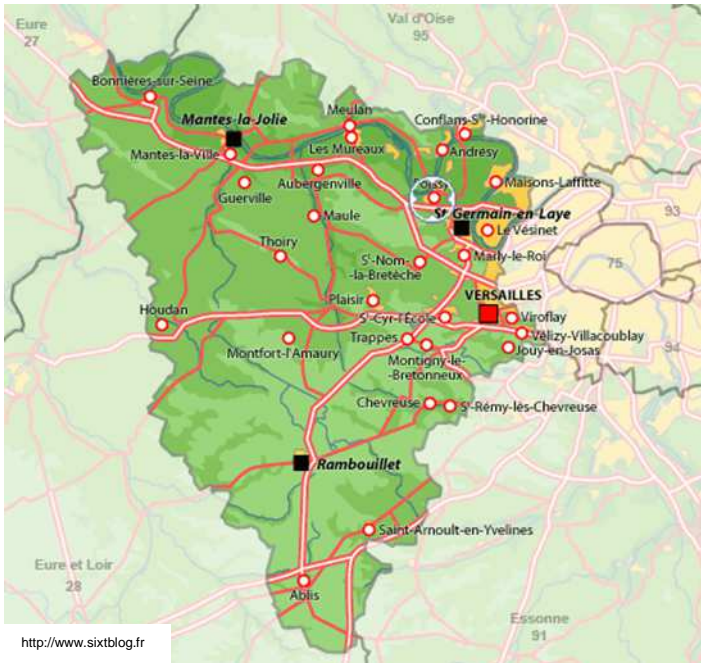 Eure
27
Val d'Oise
95
Bonnières-sur-Seine
Mantes-la-Jolie
Meulan
Conflans-Ste-Honorine
Les Mureaux
Andrésy
Mantes-la-Ville
Aubergenville
Guerville
Poissy
Maisons-Laffitte
Maule
St Germain-en Laye
93
Le Vésinet
Thoiry
St-Nom-
-la-Bretèche
Marly-le-Roi
75
Plaisir
VERSAILLES
Houdan
St-Cyr-l'École
Viroflay
Montfort-l'Amaury
Trappes
Vélizy-Villacoublay
Montigny-le-
-Bretonneux
Jouy-en-Josas
94
Chevreuse
St-Rémy-lès-Chevreuse
Rambouillet
Saint-Arnoult-en-Yvelines
Eure et Loir
28
Ablis
Essonne
91
http://www.sixtblog.fr